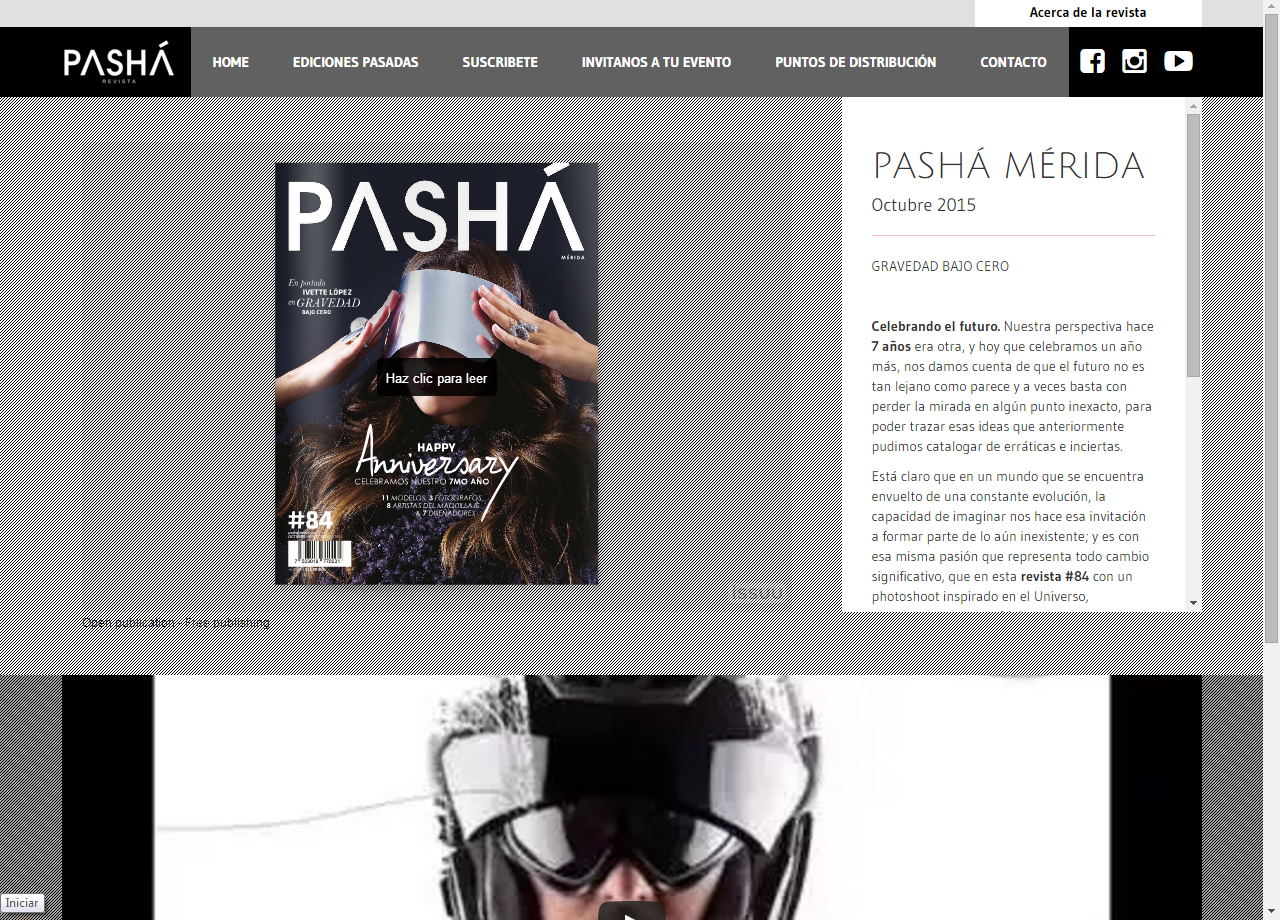 Acerca de la revista
PASHÁ
REVISTA
HOME EDICIONES PASADAS SUSCRIBETE INVITANOS A TU EVENTO PUNTOS DE DISTRIBUCIÓN CONTACTO
PASHÁ
MÉRIDA
En portada
IVETTE LÓPEZ
en GRAVEDAD
BAJO CERO
Haz clic para leer
HAPPY
Anniversary
CELEBRAMOS NUESTRO 7MO AÑO
11 MODELOS, 3 FOTÓGRAFOS,
8 ARTISTAS DEL MAQUILLAJE
& 7 DISEÑADORES
#84
issuu
Open publication - Free publishing
PASHÁ MÉRIDA
Octubre 2015
GRAVEDAD BAJO CERO
Celebrando el futuro. Nuestra perspectiva hace
7 años era otra, y hoy que celebramos un año
más, nos damos cuenta de que el futuro no es
tan lejano como parece y a veces basta con
perder la mirada en algún punto inexacto, para
poder trazar esas ideas que anteriormente
pudimos catalogar de erráticas e inciertas.
Está claro que en un mundo que se encuentra
envuelto de una constante evolución, la
capacidad de imaginar nos hace esa invitación
a formar parte de lo aún inexistente; y es con
esa misma pasión que representa todo cambio
significativo, que en esta revista #84 con un
photoshoot inspirado en el Universo,
Iniciar